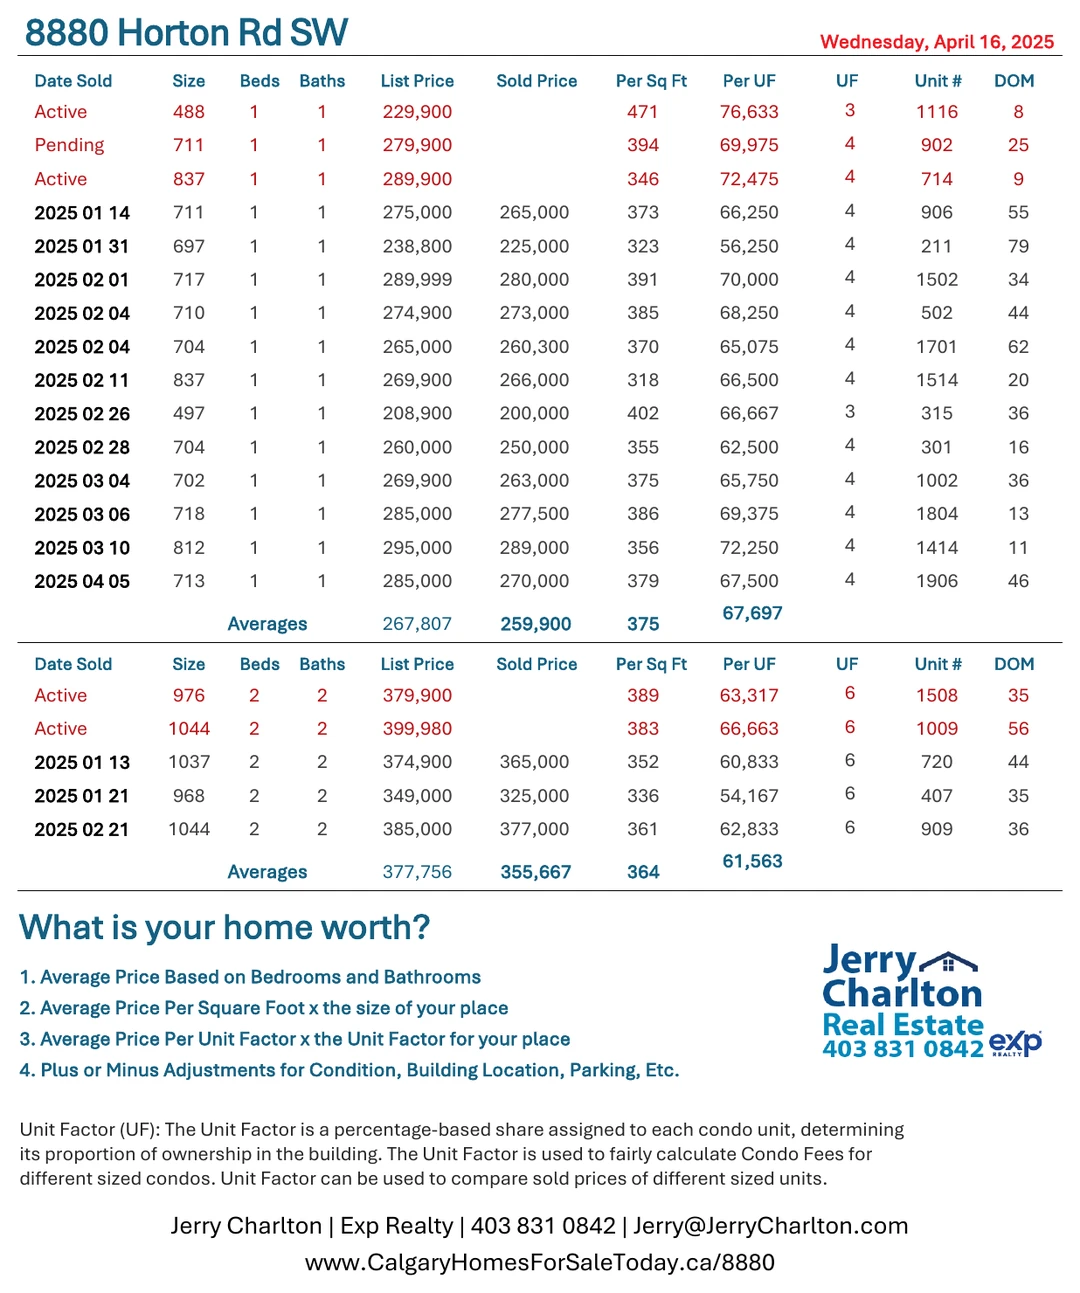 8880 Horton Rd SW
Wednesday, April 16, 2025
Date Sold Size Beds Baths List Price Sold Price Per Sq Ft Per UF UF Unit # DOM
Active 488 1 1 229,900 471 76,633 3 1116 8
Pending 711 1 1 279,900 394 69,975 4 902 25
Active 837 1 1 289,900 346 72,475 4 714 9
2025 01 14 711 1 1 275,000 265,000 373 66,250 4 906 55
2025 01 31 697 1 1 238,800 225,000 323 56,250 4 211 79
2025 02 01 717 1 1 289,999 280,000 391 70,000 4 1502 34
2025 02 04 710 1 1 274,900 273,000 385 68,250 4 502 44
2025 02 04 704 1 1 265,000 260,300 370 65,075 4 1701 62
2025 02 11 837 1 1 269,900 266,000 318 66,500 4 1514 20
2025 02 26 497 1 1 208,900 200,000 402 66,667 3 315 36
2025 02 28 704 1 1 260,000 250,000 355 62,500 4 301 16
2025 03 04 702 1 1 269,900 263,000 375 65,750 4 1002 36
2025 03 06 718 1 1 285,000 277,500 386 69,375 4 1804 13
2025 03 10 812 1 1 295,000 289,000 356 72,250 4 1414 11
2025 04 05 713 1 1 285,000 270,000 379 67,500 4 1906 46
Averages 267,807 259,900 375 67,697
Date Sold Size Beds Baths List Price Sold Price Per Sq Ft Per UF UF Unit # DOM
Active 976 2 2 379,900 389 63,317 6 1508 35
Active 1044 2 2 399,980 383 66,663 6 1009 56
2025 01 13 1037 2 2 374,900 365,000 352 60,833 6 720 44
2025 01 21 968 2 2 349,000 325,000 336 54,167 6 407 35
2025 02 21 1044 2 2 385,000 377,000 361 62,833 6 909 36
Averages 377,756 355,667 364 61,563
What is your home worth?
1. Average Price Based on Bedrooms and Bathrooms
2. Average Price Per Square Foot x the size of your place
3. Average Price Per Unit Factor x the Unit Factor for your place
4. Plus or Minus Adjustments for Condition, Building Location, Parking, Etc.
Jerry
Charlton
Real Estate
403 831 0842 exp
REALTY
Unit Factor (UF): The Unit Factor is a percentage-based share assigned to each condo unit, determining
its proportion of ownership in the building. The Unit Factor is used to fairly calculate Condo Fees for
different sized condos. Unit Factor can be used to compare sold prices of different sized units.
Jerry Charlton | Exp Realty | 403 831 0842 | Jerry@JerryCharlton.com
www.CalgaryHomesForSaleToday.ca/8880